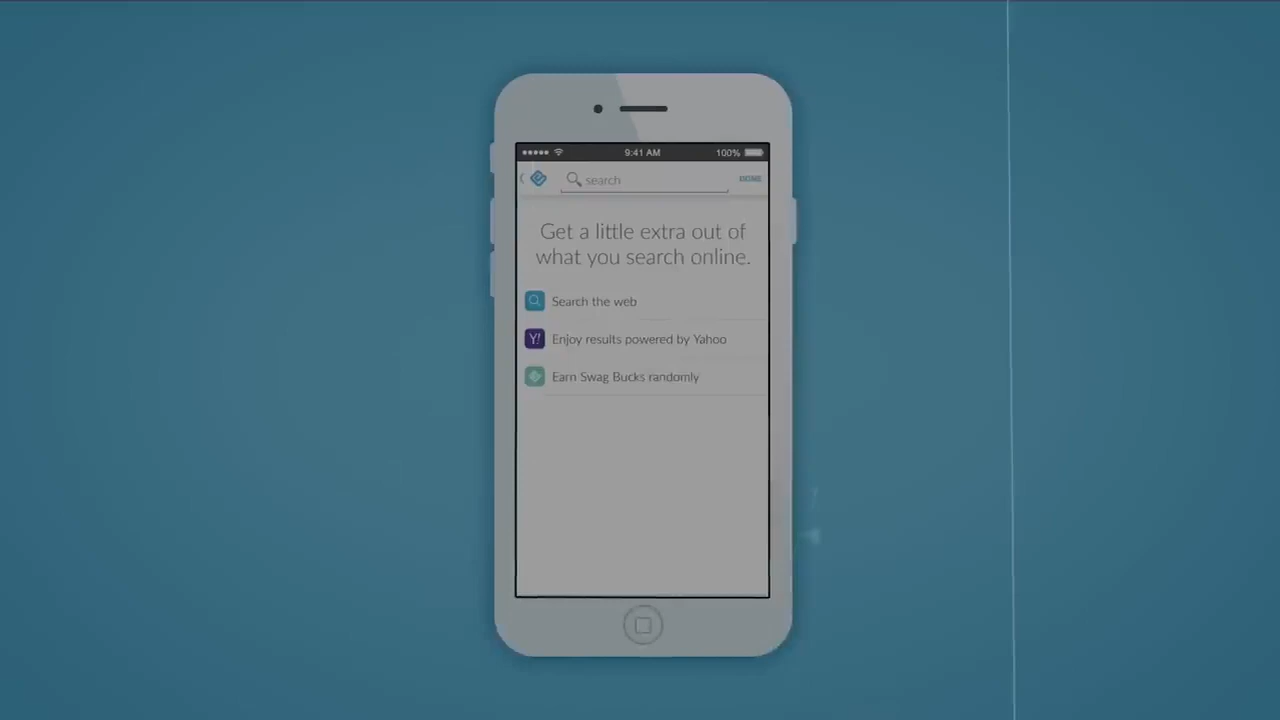 9:41 AM 100%
search HOME
Get a little extra out of
what you search online.
Search the web
Y! Enjoy results powered by Yahoo
Earn Swag Bucks randomly